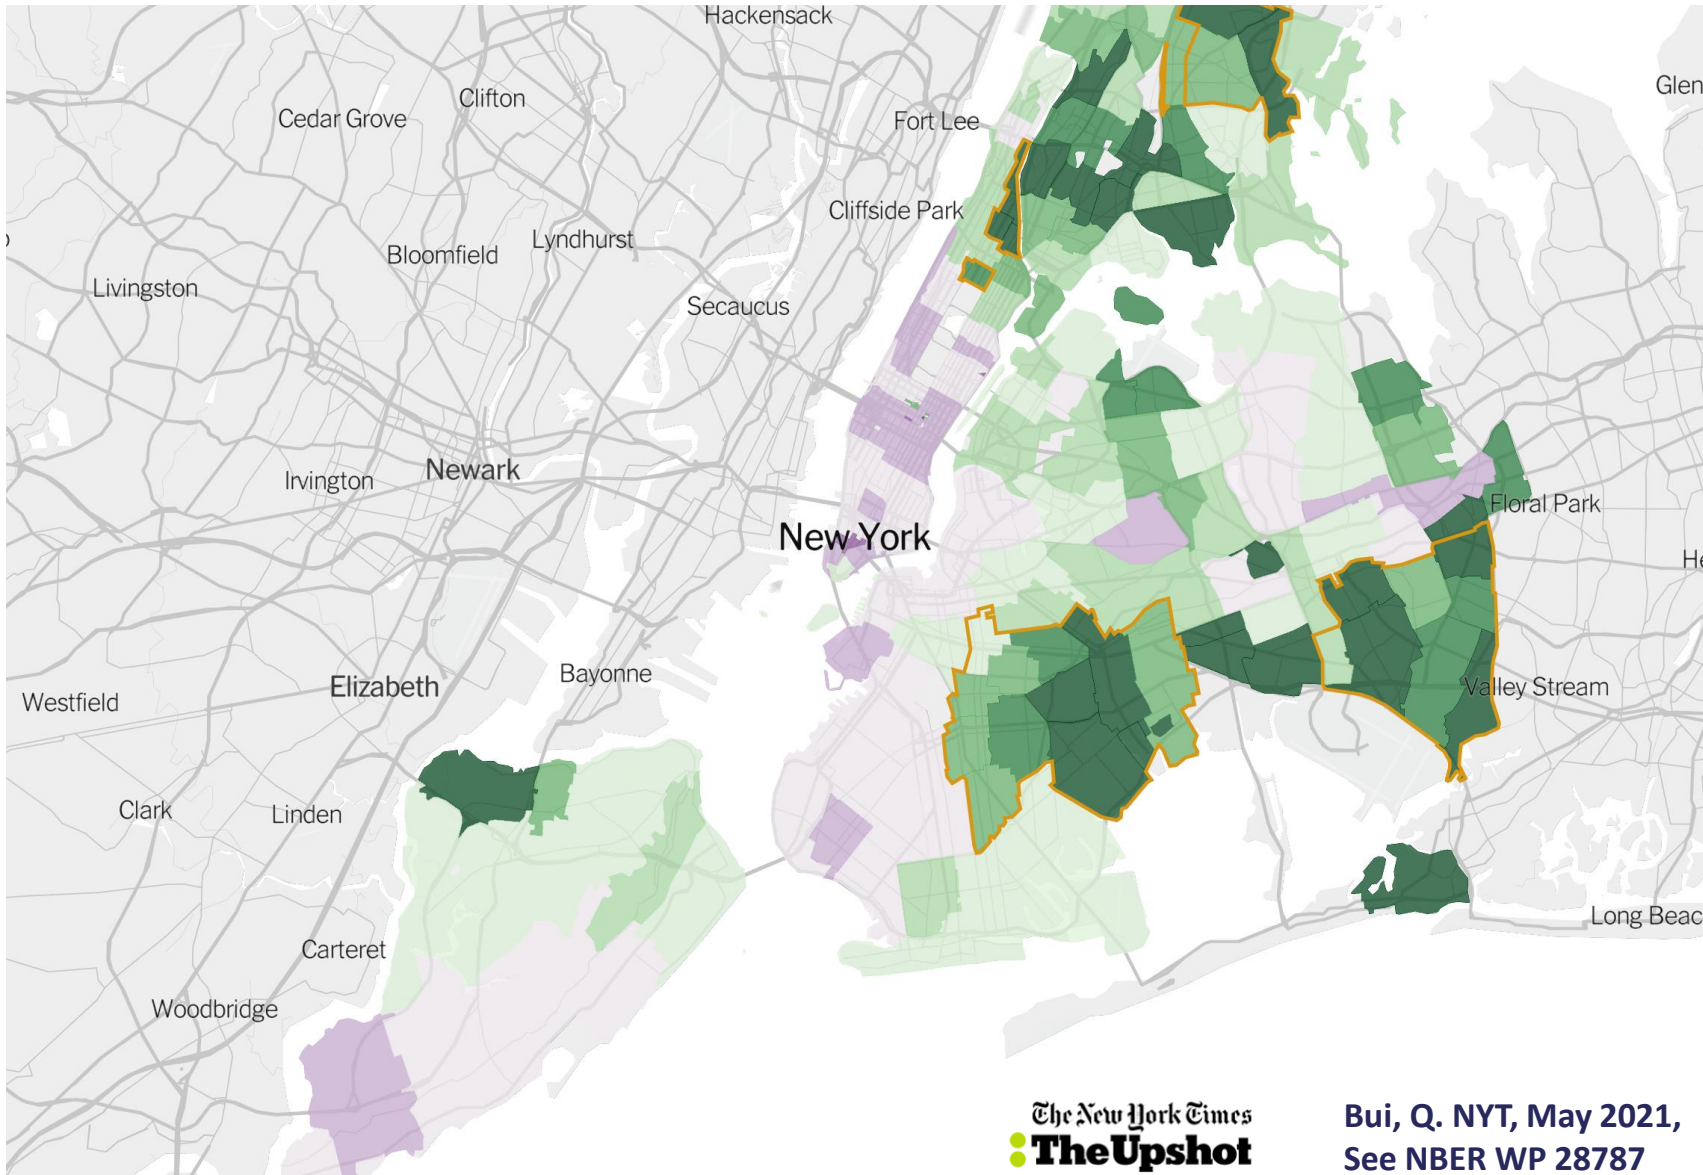 Hackensack
Glen
Clifton
Cedar Grove
Fort Lee
Cliffside Park
Lyndhurst
Bloomfield
Livingston
Secaucus
Newark
Irvington
Floral Park
New York
He
Bayonne
Elizabeth
Valley Stream
Westfield
Clark
Linden
Long Beac
Carteret
Woodbridge
The New York Times
TheUpshot
Bui, Q. NYT, May 2021,
See NBER WP 28787